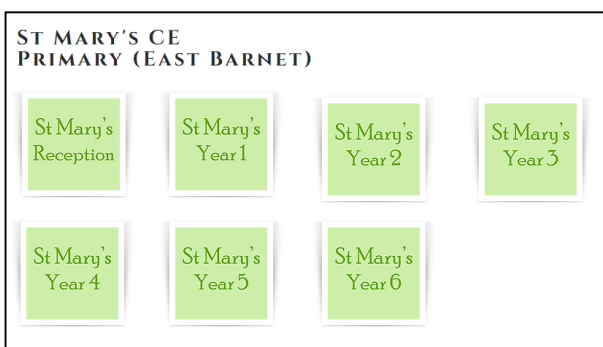 St Mary's CE
Primary (East Barnet)
St Mary's
Reception
St Mary's
Year 1
St Mary's
Year 2
St Mary's
Year 3
St Mary's
Year 4
St Mary's
Year 5
St Mary's
Year 6